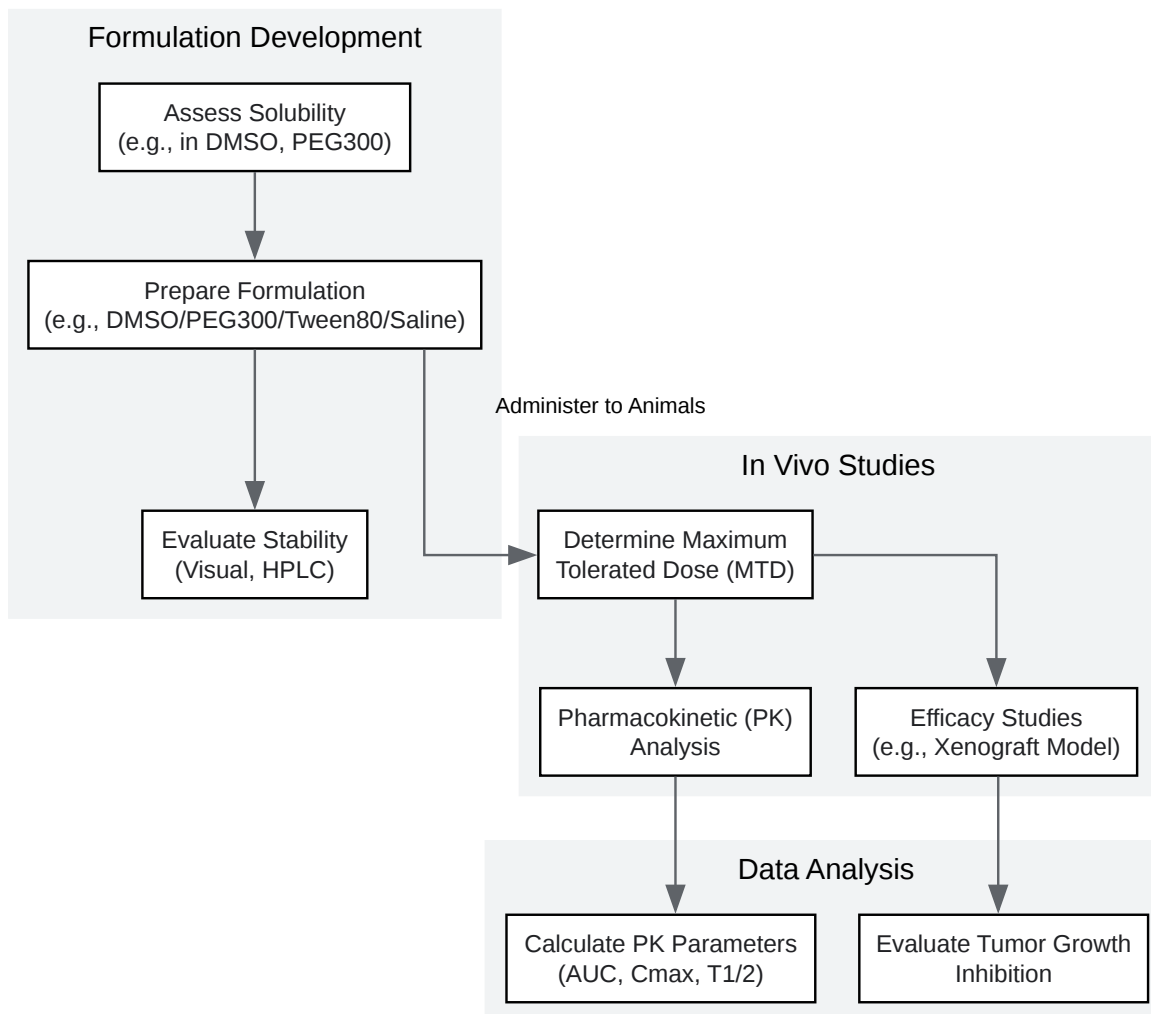 Formulation Development
Assess Solubility
(e.g., in DMSO, PEG300)
Prepare Formulation
(e.g., DMSO/PEG300/Tween80/Saline)
Administer to Animals
Evaluate Stability
(Visual, HPLC)
In Vivo Studies
Determine Maximum
Tolerated Dose (MTD)
Pharmacokinetic (PK)
Analysis
Efficacy Studies
(e.g., Xenograft Model)
Data Analysis
Calculate PK Parameters
(AUC, Cmax, T1/2)
Evaluate Tumor Growth
Inhibition